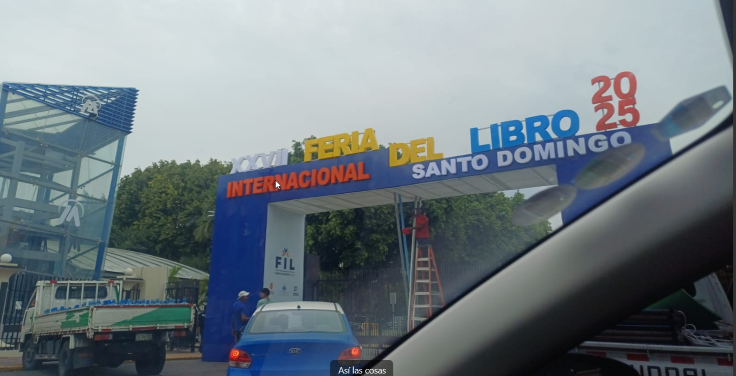 XXVII FERIA DEL LIBRO 2025
INTERNACIONAL SANTO DOMINGO
FIL
Así las cosas